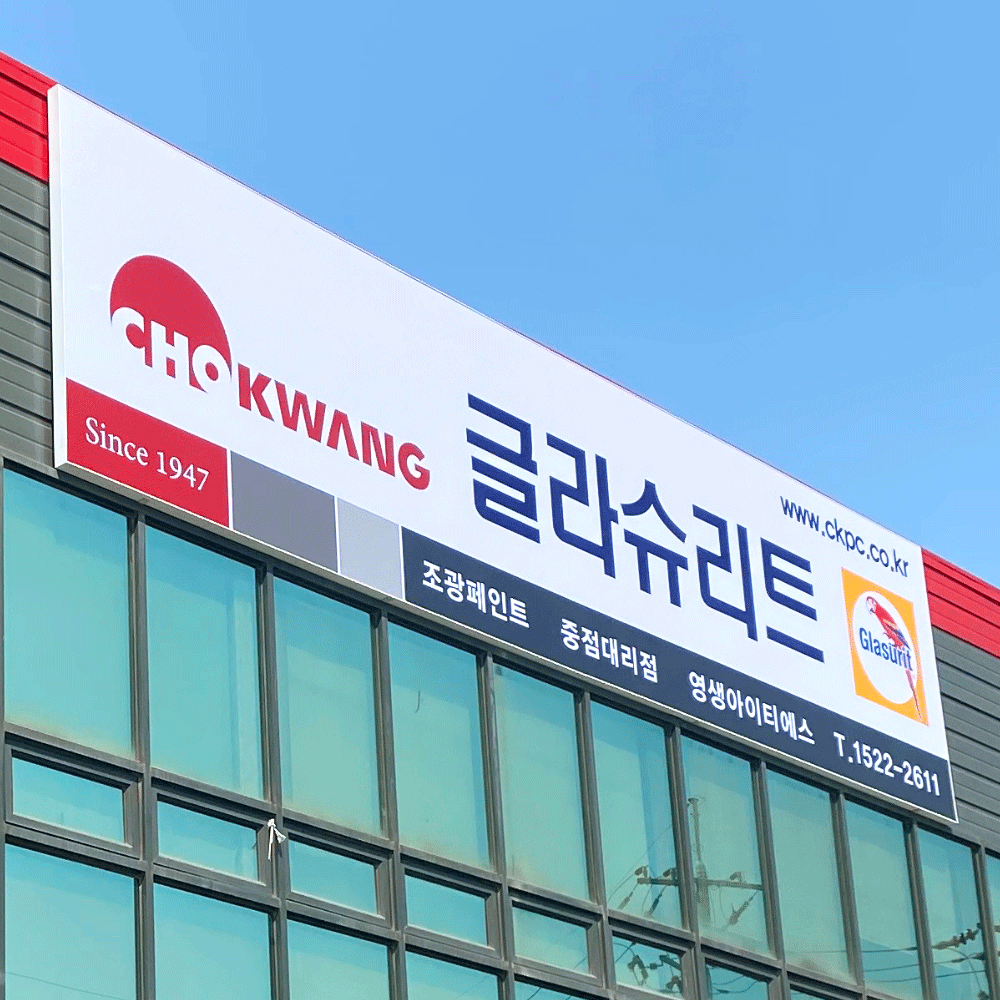 CHOKWANG
Since 1947
글라슈리트
www.ckpc.co.kr
Glasurit
조광페인트 중점대리점 영생아이티에스 T.1522-2611